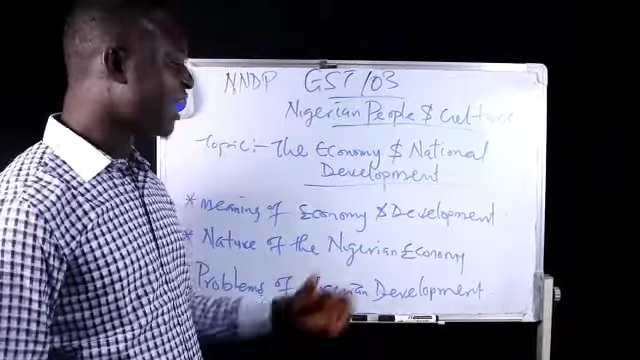 NNDP GST 103
Nigerian People & Culture
Topic:- The Economy & National
Development
* meaning of Economy & Development
* Nature of the Nigerian Economy
Problems of Development